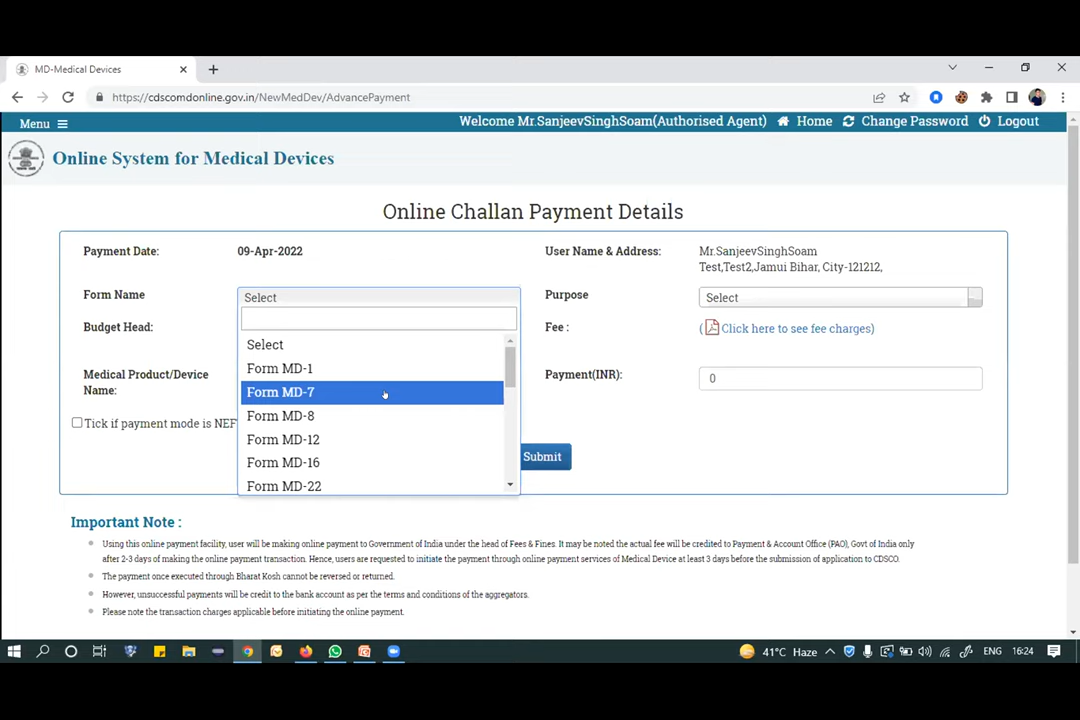 MD-Medical Devices
https://cdscomdonline.gov.in/NewMedDev/AdvancePayment
Menu
Welcome Mr.SanjeevSinghSoam(Authorised Agent) Home Change Password Logout
Online System for Medical Devices
Online Challan Payment Details
Payment Date: 09-Apr-2022 User Name & Address: Mr.SanjeevSinghSoam
Test,Test2,Jamui Bihar, City-121212,
Form Name Select Purpose Select
Budget Head: Fee : ( Click here to see fee charges)
Select
Form MD-1
Medical Product/Device Name: Payment(INR): 0
Form MD-7
Form MD-8
Tick if payment mode is NEF
Form MD-12
Form MD-16
Submit
Form MD-22
Important Note :
Using this online payment facility, user will be making online payment to Government of India under the head of Fees & Fines. It may be noted the actual fee will be credited to Payment & Account Office (PAO), Govt of India only
after 2-3 days of making the online payment transaction. Hence, users are requested to initiate the payment through online payment services of Medical Device at least 3 days before the submission of application to CDSCO.
The payment once executed through Bharat Kosh cannot be reversed or returned.
However, unsuccessful payments will be credit to the bank account as per the terms and conditions of the aggregators.
Please note the transaction charges applicable before initiating the online payment.
41°C Haze ENG 16:24